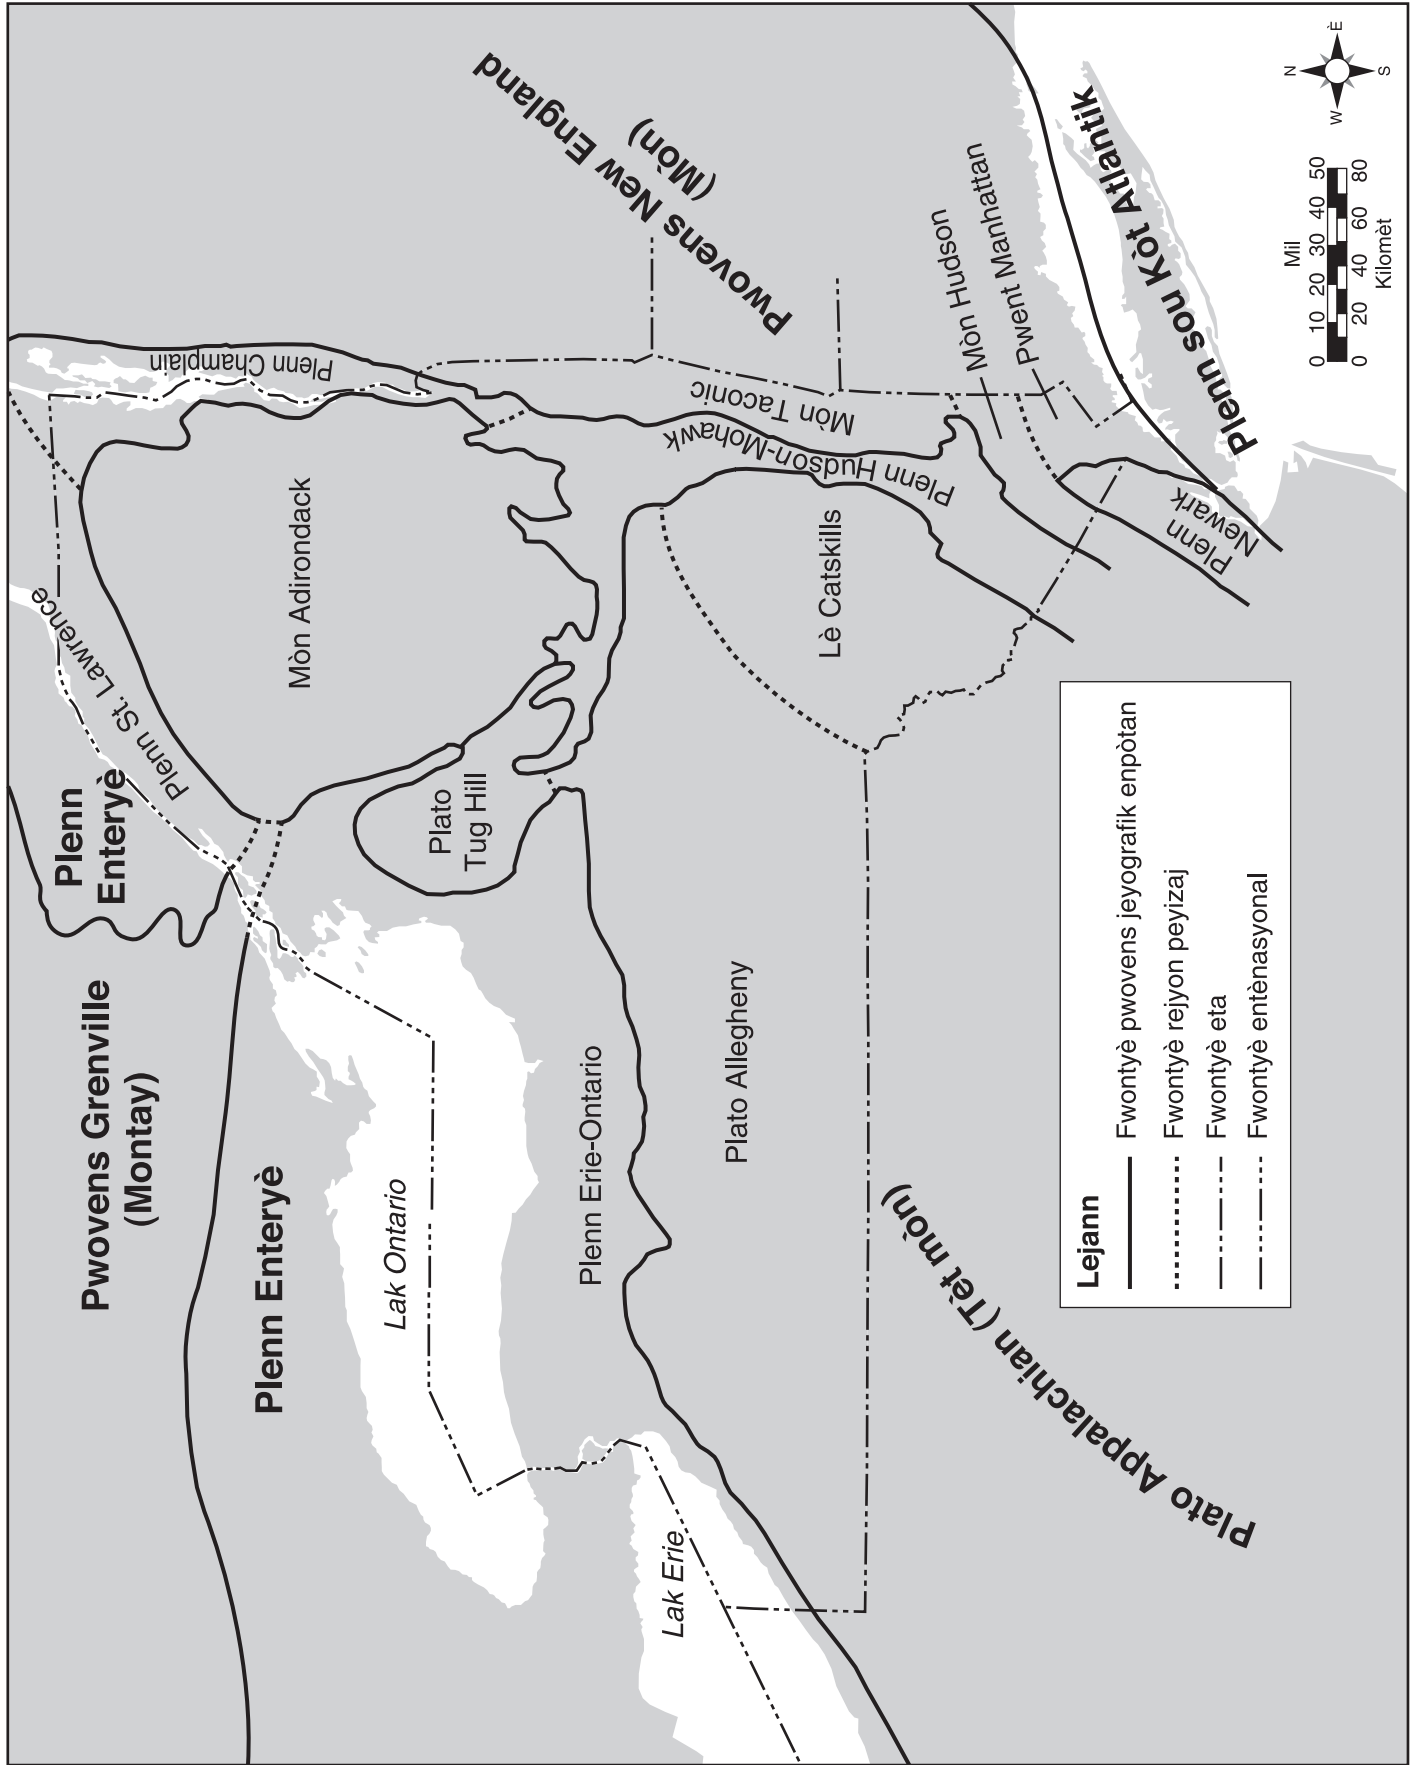 Pwovens Grenville
(Montay)
Plenn
Enteryè
Plenn St. Lawrence
Plenn Champlain
Mòn Adirondack
Pwovens New England
(Mòn)
Plenn Enteryè
Lak Ontario
Plato
Tug Hill
Plenn Erie-Ontario
Plenn Hudson-Mohawk
Mòn Taconic
Lak Erie
Plato Allegheny
Lè Catskills
Mòn Hudson
Pwent Manhattan
Plato Appalachian (Tèt mòn)
Plenn
Newark
Plenn sou Kòt Atlantik
Lejann
Fwontyè pwovens jeyografik enpòtan
Fwontyè rejyon peyizaj
Fwontyè eta
Fwontyè entènasyonal
Mil
0 10 20 30 40 50
0 20 40 60 80
Kilomèt
N
W È
S